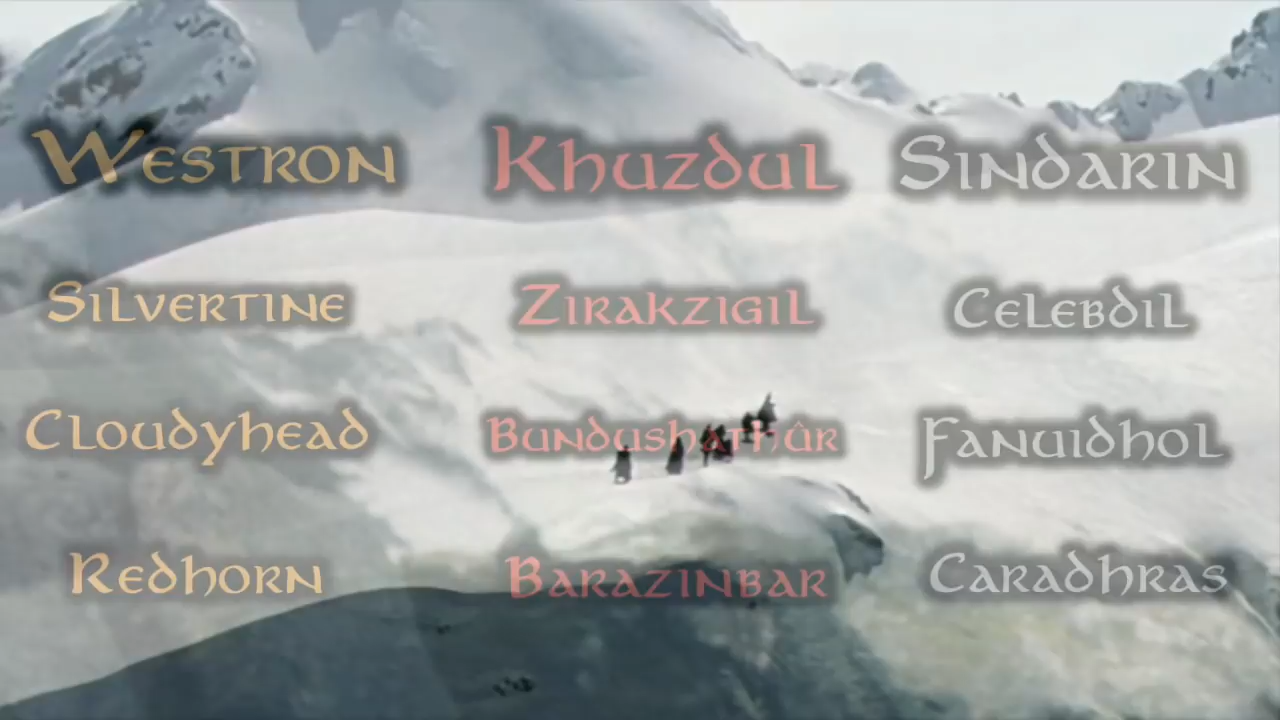 Westron Khuzdul Sindarin
Silvertine Zirakzigil Celebdil
Cloudyhead Bundushathûr Fanuidhol
Redhorn Barazinbar Caradhras